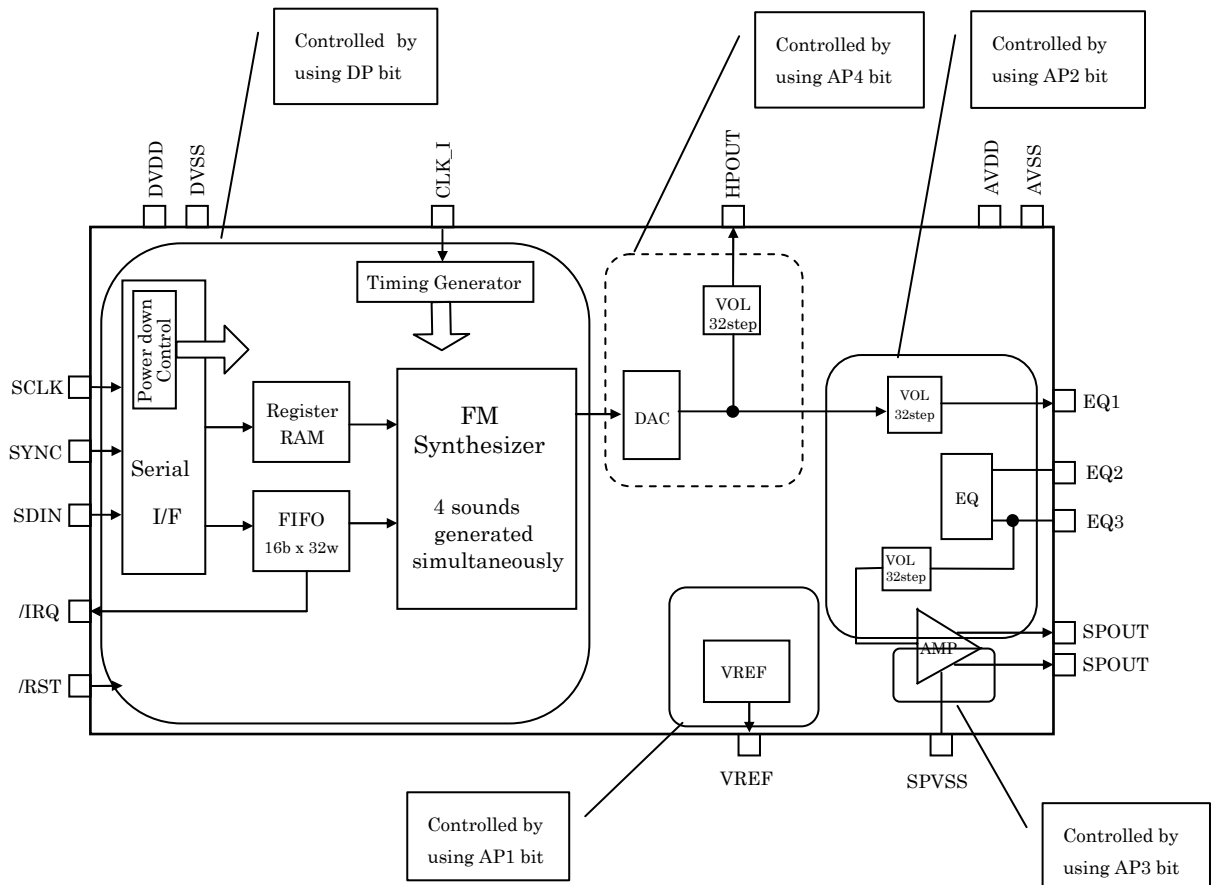 Controlled by
using DP bit
Controlled by
using AP4 bit
Controlled by
using AP2 bit
DVDD
DVSS
CLK_I
HPOUT
AVDD
AVSS
Timing Generator
Power down
Control
VOL
32step
SCLK
SYNC
SDIN
/IRQ
/RST
Serial
I/F
Register
RAM
FIFO
16b x 32w
FM
Synthesizer
4 sounds
generated
simultaneously
DAC
VOL
32step
EQ
VOL
32step
AMP
EQ1
EQ2
EQ3
SPOUT
SPOUT
VREF
VREF
SPVSS
Controlled by
using AP1 bit
Controlled by
using AP3 bit